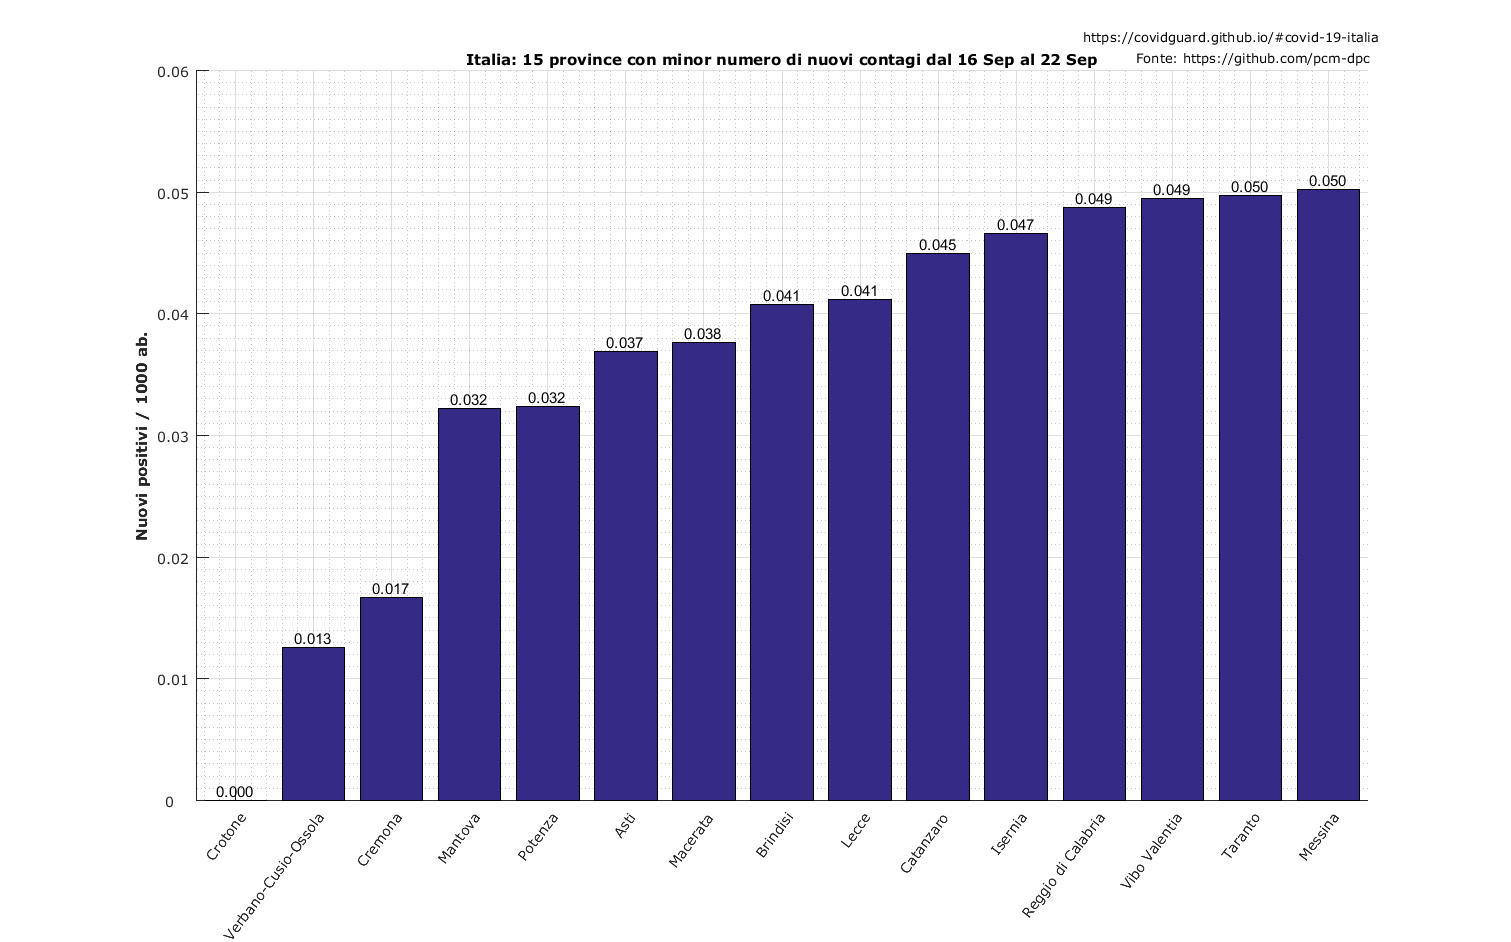 https://covidguard.github.io/#covid-19-italia
Italia: 15 province con minor numero di nuovi contagi dal 16 Sep al 22 Sep
Fonte: https://github.com/pcm-dpc
Nuovi positivi / 1000 ab.
0.06
0.05
0.04
0.03
0.02
0.01
0
0.000
0.013
0.017
0.032
0.032
0.037
0.038
0.041
0.041
0.045
0.047
0.049
0.049
0.050
0.050
Crotone
Verbano-Cusio-Ossola
Cremona
Mantova
Potenza
Asti
Macerata
Brindisi
Lecce
Catanzaro
Isernia
Reggio di Calabria
Vibo Valentia
Taranto
Messina